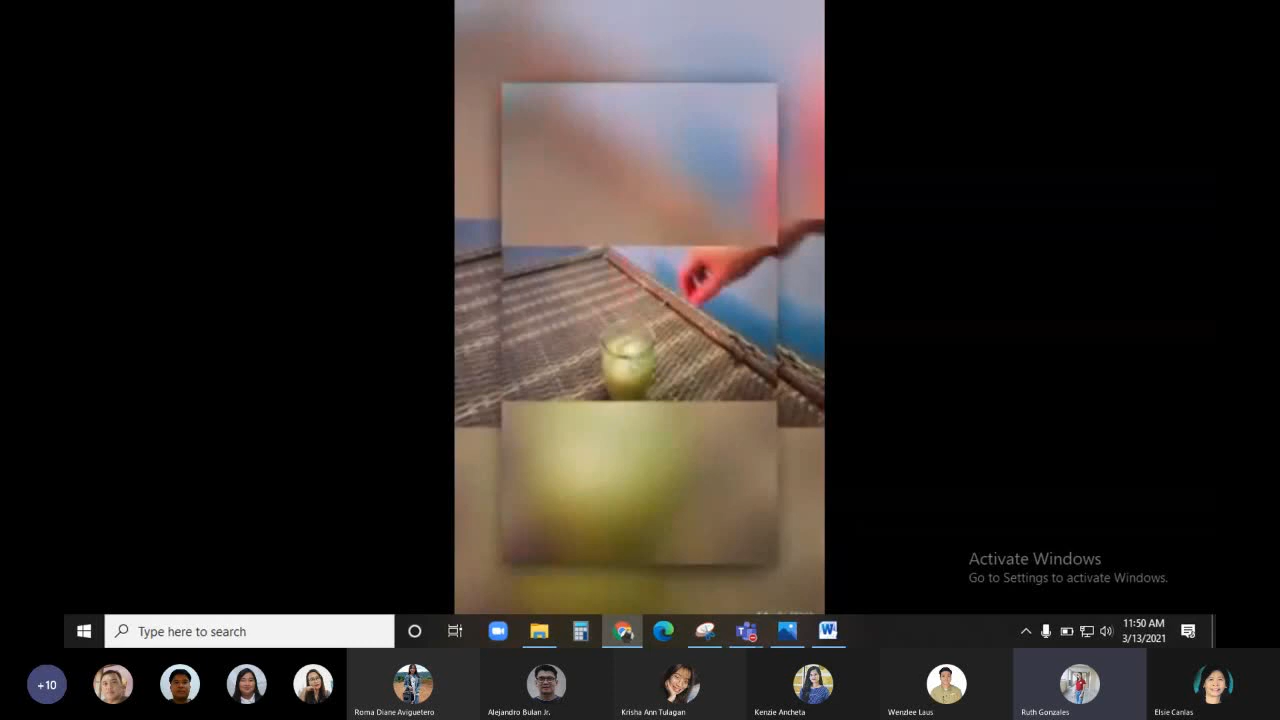 Activate Windows
Go to Settings to activate Windows.
Type here to search
11:50 AM
3/13/2021
+10
Roma Diane Aviguetero
Alejandro Bulan Jr.
Krisha Ann Tulagan
Kenzie Ancheta
Wenzlee Laus
Ruth Gonzales
Elsie Canlas